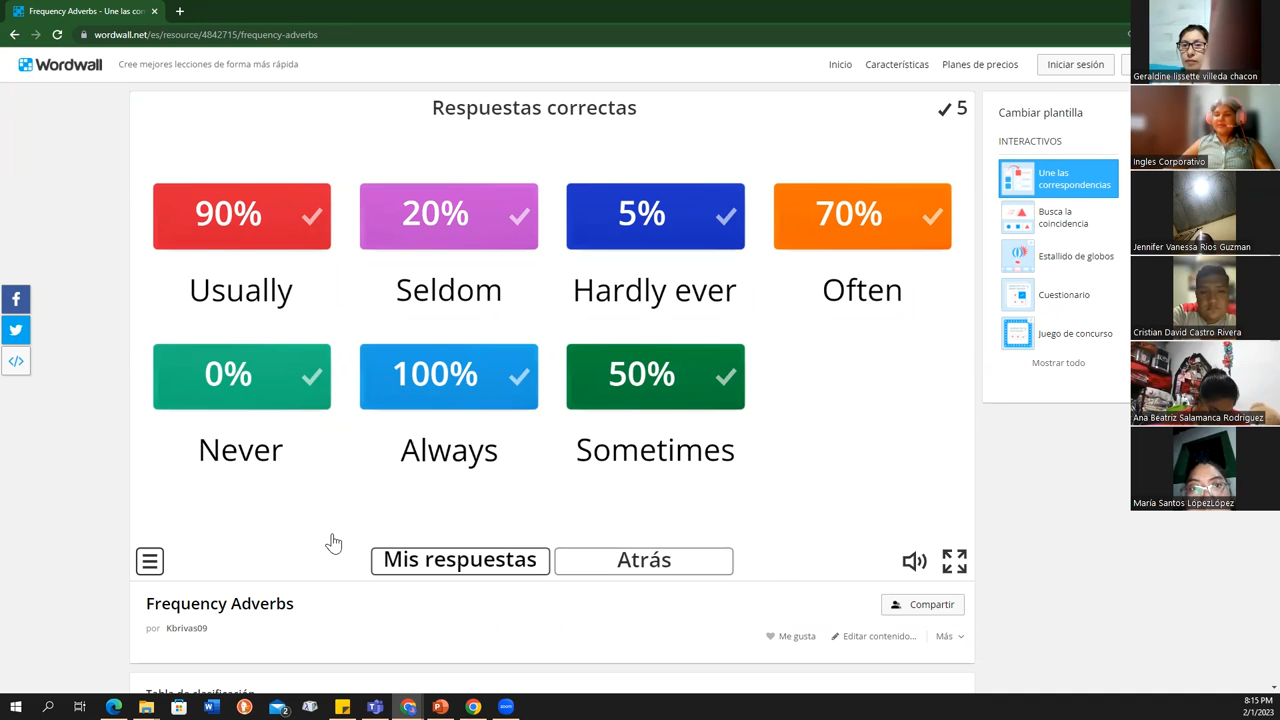 Frequency Adverbs - Une las cor
wordwall.net/es/resource/4842715/frequency-adverbs
Wordwall
Cree mejores lecciones de forma más rápida
Inicio
Características
Planes de precios
Iniciar sesión
Respuestas correctas
5
90%
20%
5%
70%
Usually
Seldom
Hardly ever
Often
0%
100%
50%
Never
Always
Sometimes
Mis respuestas
Atrás
Frequency Adverbs
por Kbrivas09
Compartir
Me gusta
Editar contenido...
Más
Tabla de clasificación
Cambiar plantilla
INTERACTIVOS
Une las
correspondencias
Busca la
coincidencia
Estallido de globos
Cuestionario
Juego de concurso
Mostrar todo
Geraldine lissette villeda chacon
Ingles Corporativo
Jennifer Vanessa Rios Guzman
Cristian David Castro Rivera
Ana Beatriz Salamanca Rodriguez
María Santos LópezLópez
8:15 PM
2/1/2023